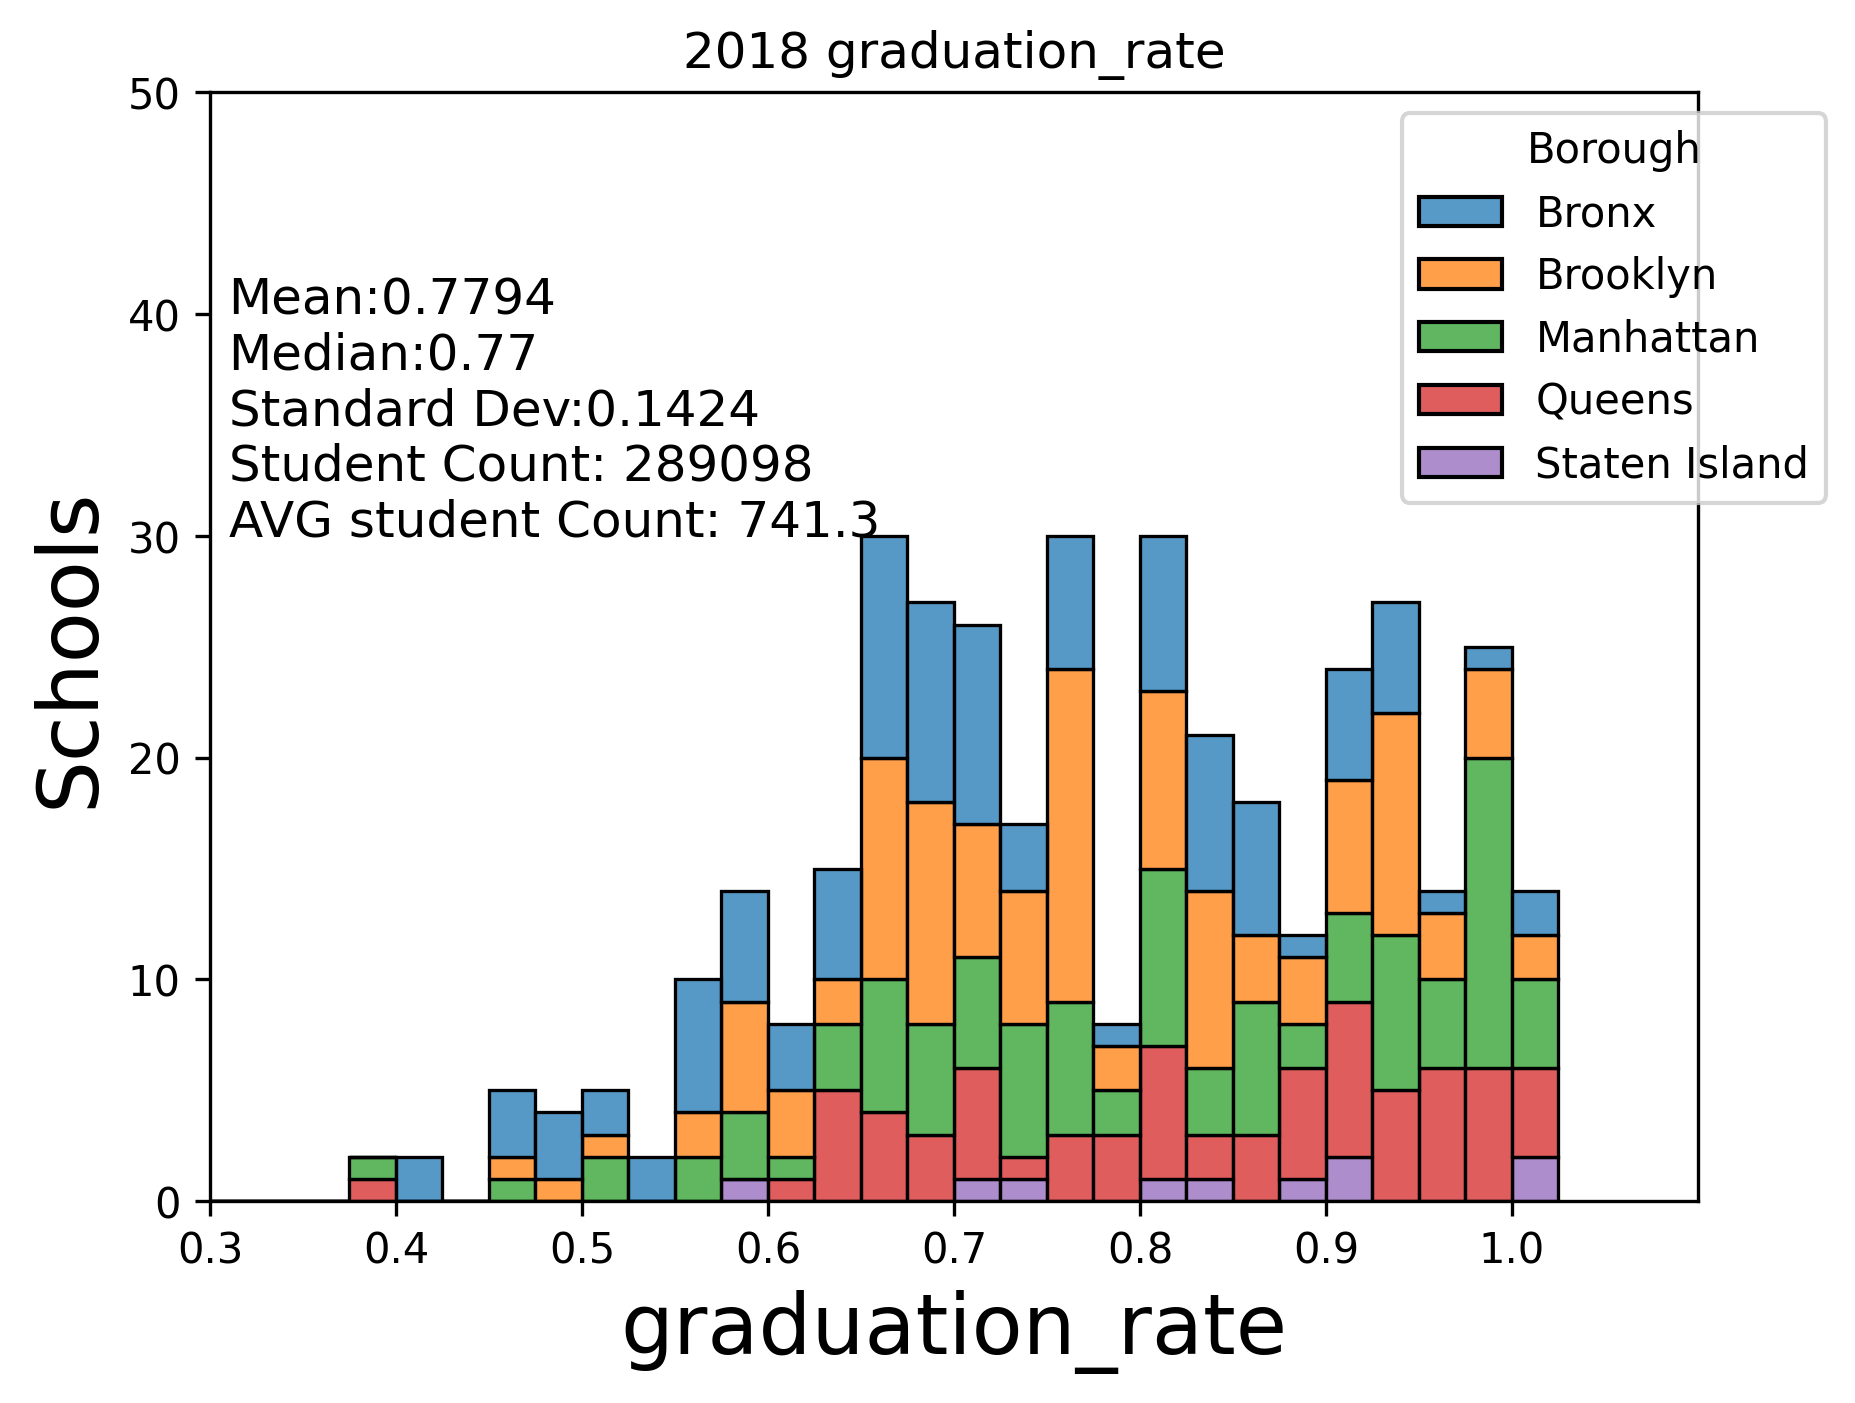 2018 graduation_rate
50
40
30
20
10
0
Schools
Mean:0.7794
Median:0.77
Standard Dev:0.1424
Student Count: 289098
AVG student Count: 741.3
Borough
Bronx
Brooklyn
Manhattan
Queens
Staten Island
0.3 0.4 0.5 0.6 0.7 0.8 0.9 1.0
graduation_rate